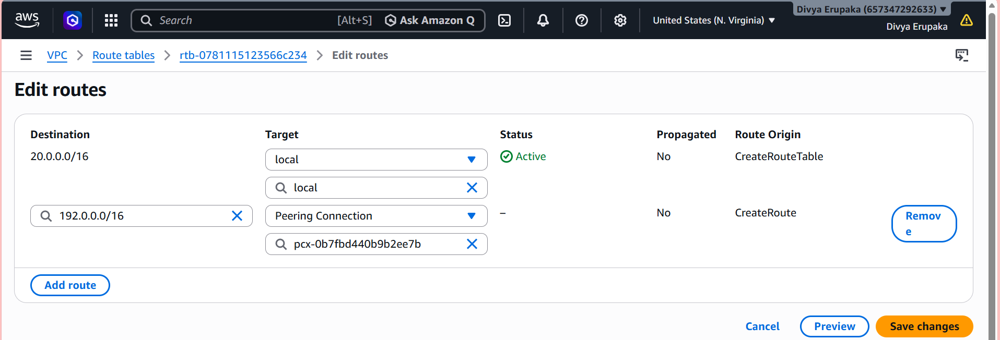 aws
Search [Alt+S] Ask Amazon Q United States (N. Virginia) Divya Erupaka (657347292633)
Divya Erupaka
VPC Route tables rtb-0781115123566c234 Edit routes
Edit routes
Destination Target Status Propagated Route Origin
20.0.0.0/16 local Active No CreateRouteTable
local
192.0.0.0/16 Peering Connection – No CreateRoute Remov
e
pcx-0b7fbd440b9b2ee7b
Add route
Cancel Preview Save changes